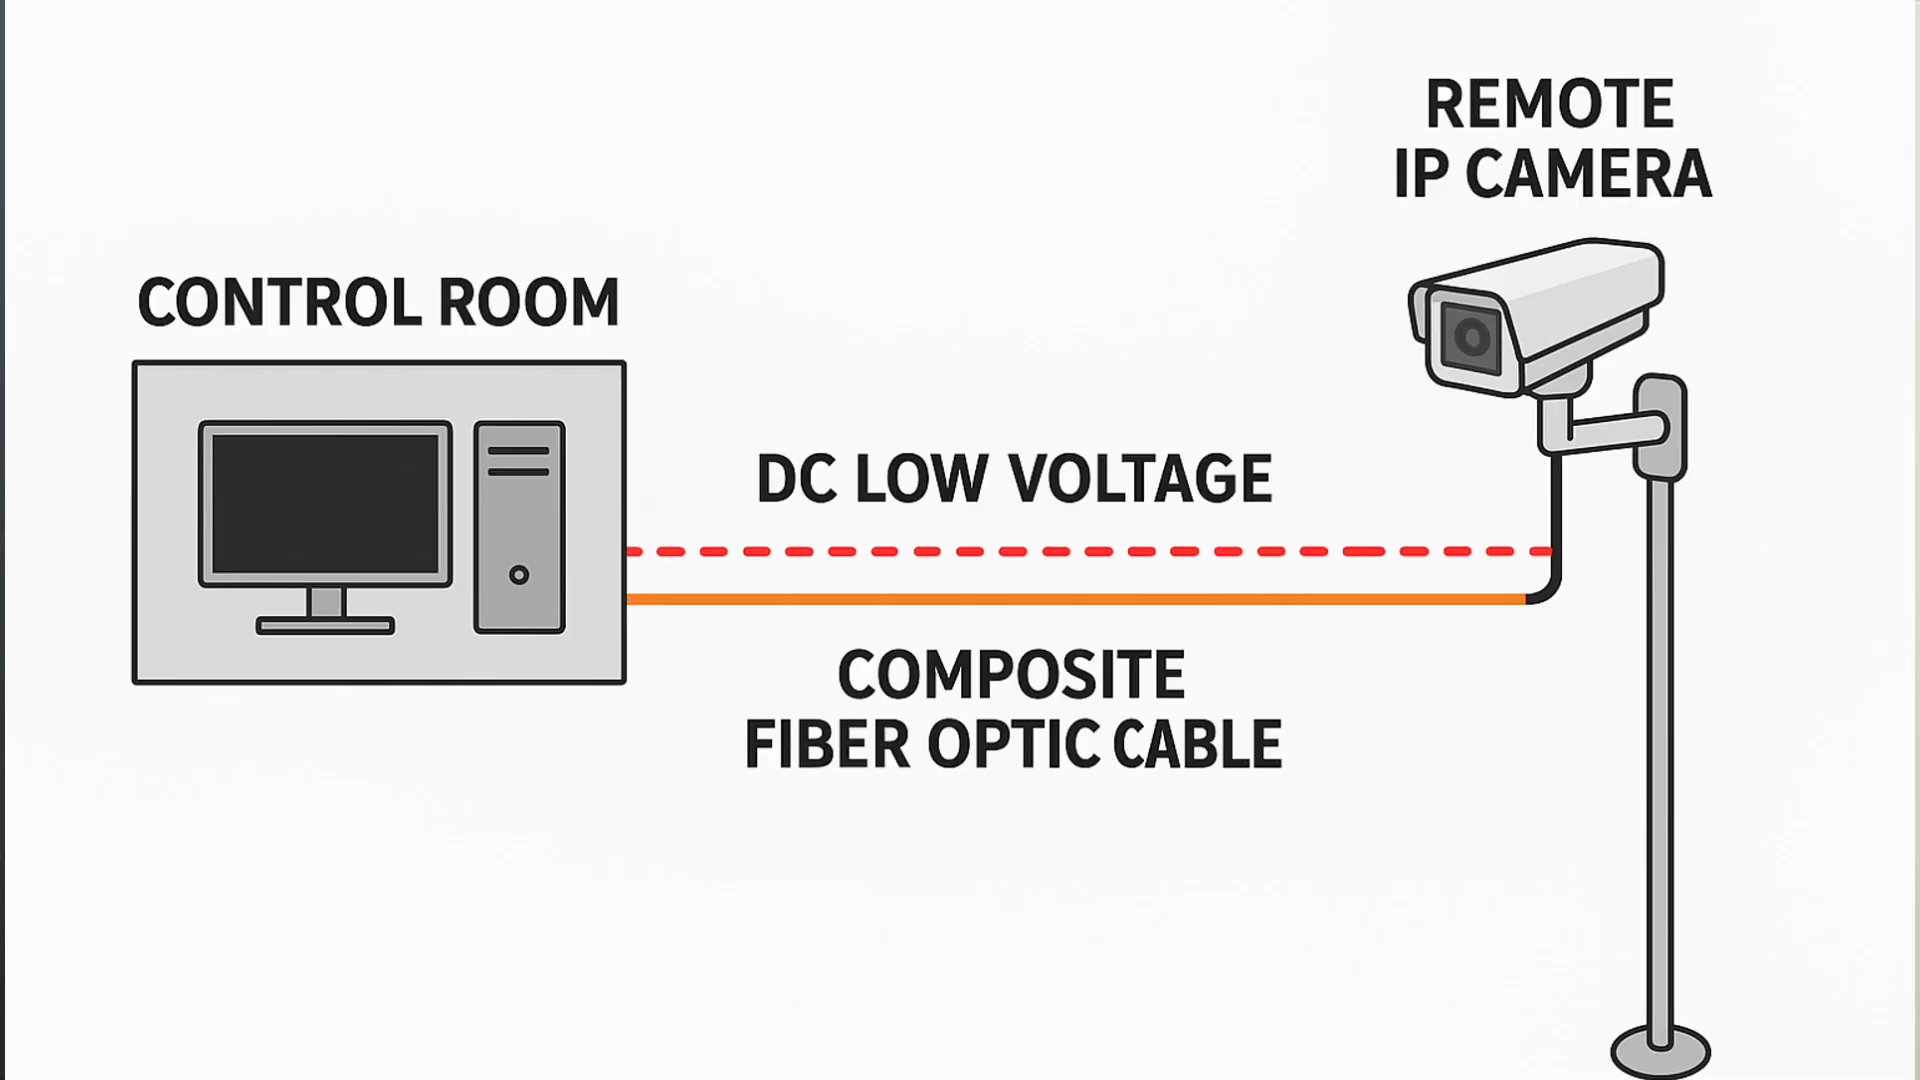 REMOTE
IP CAMERA
CONTROL ROOM
DC LOW VOLTAGE
COMPOSITE
FIBER OPTIC CABLE